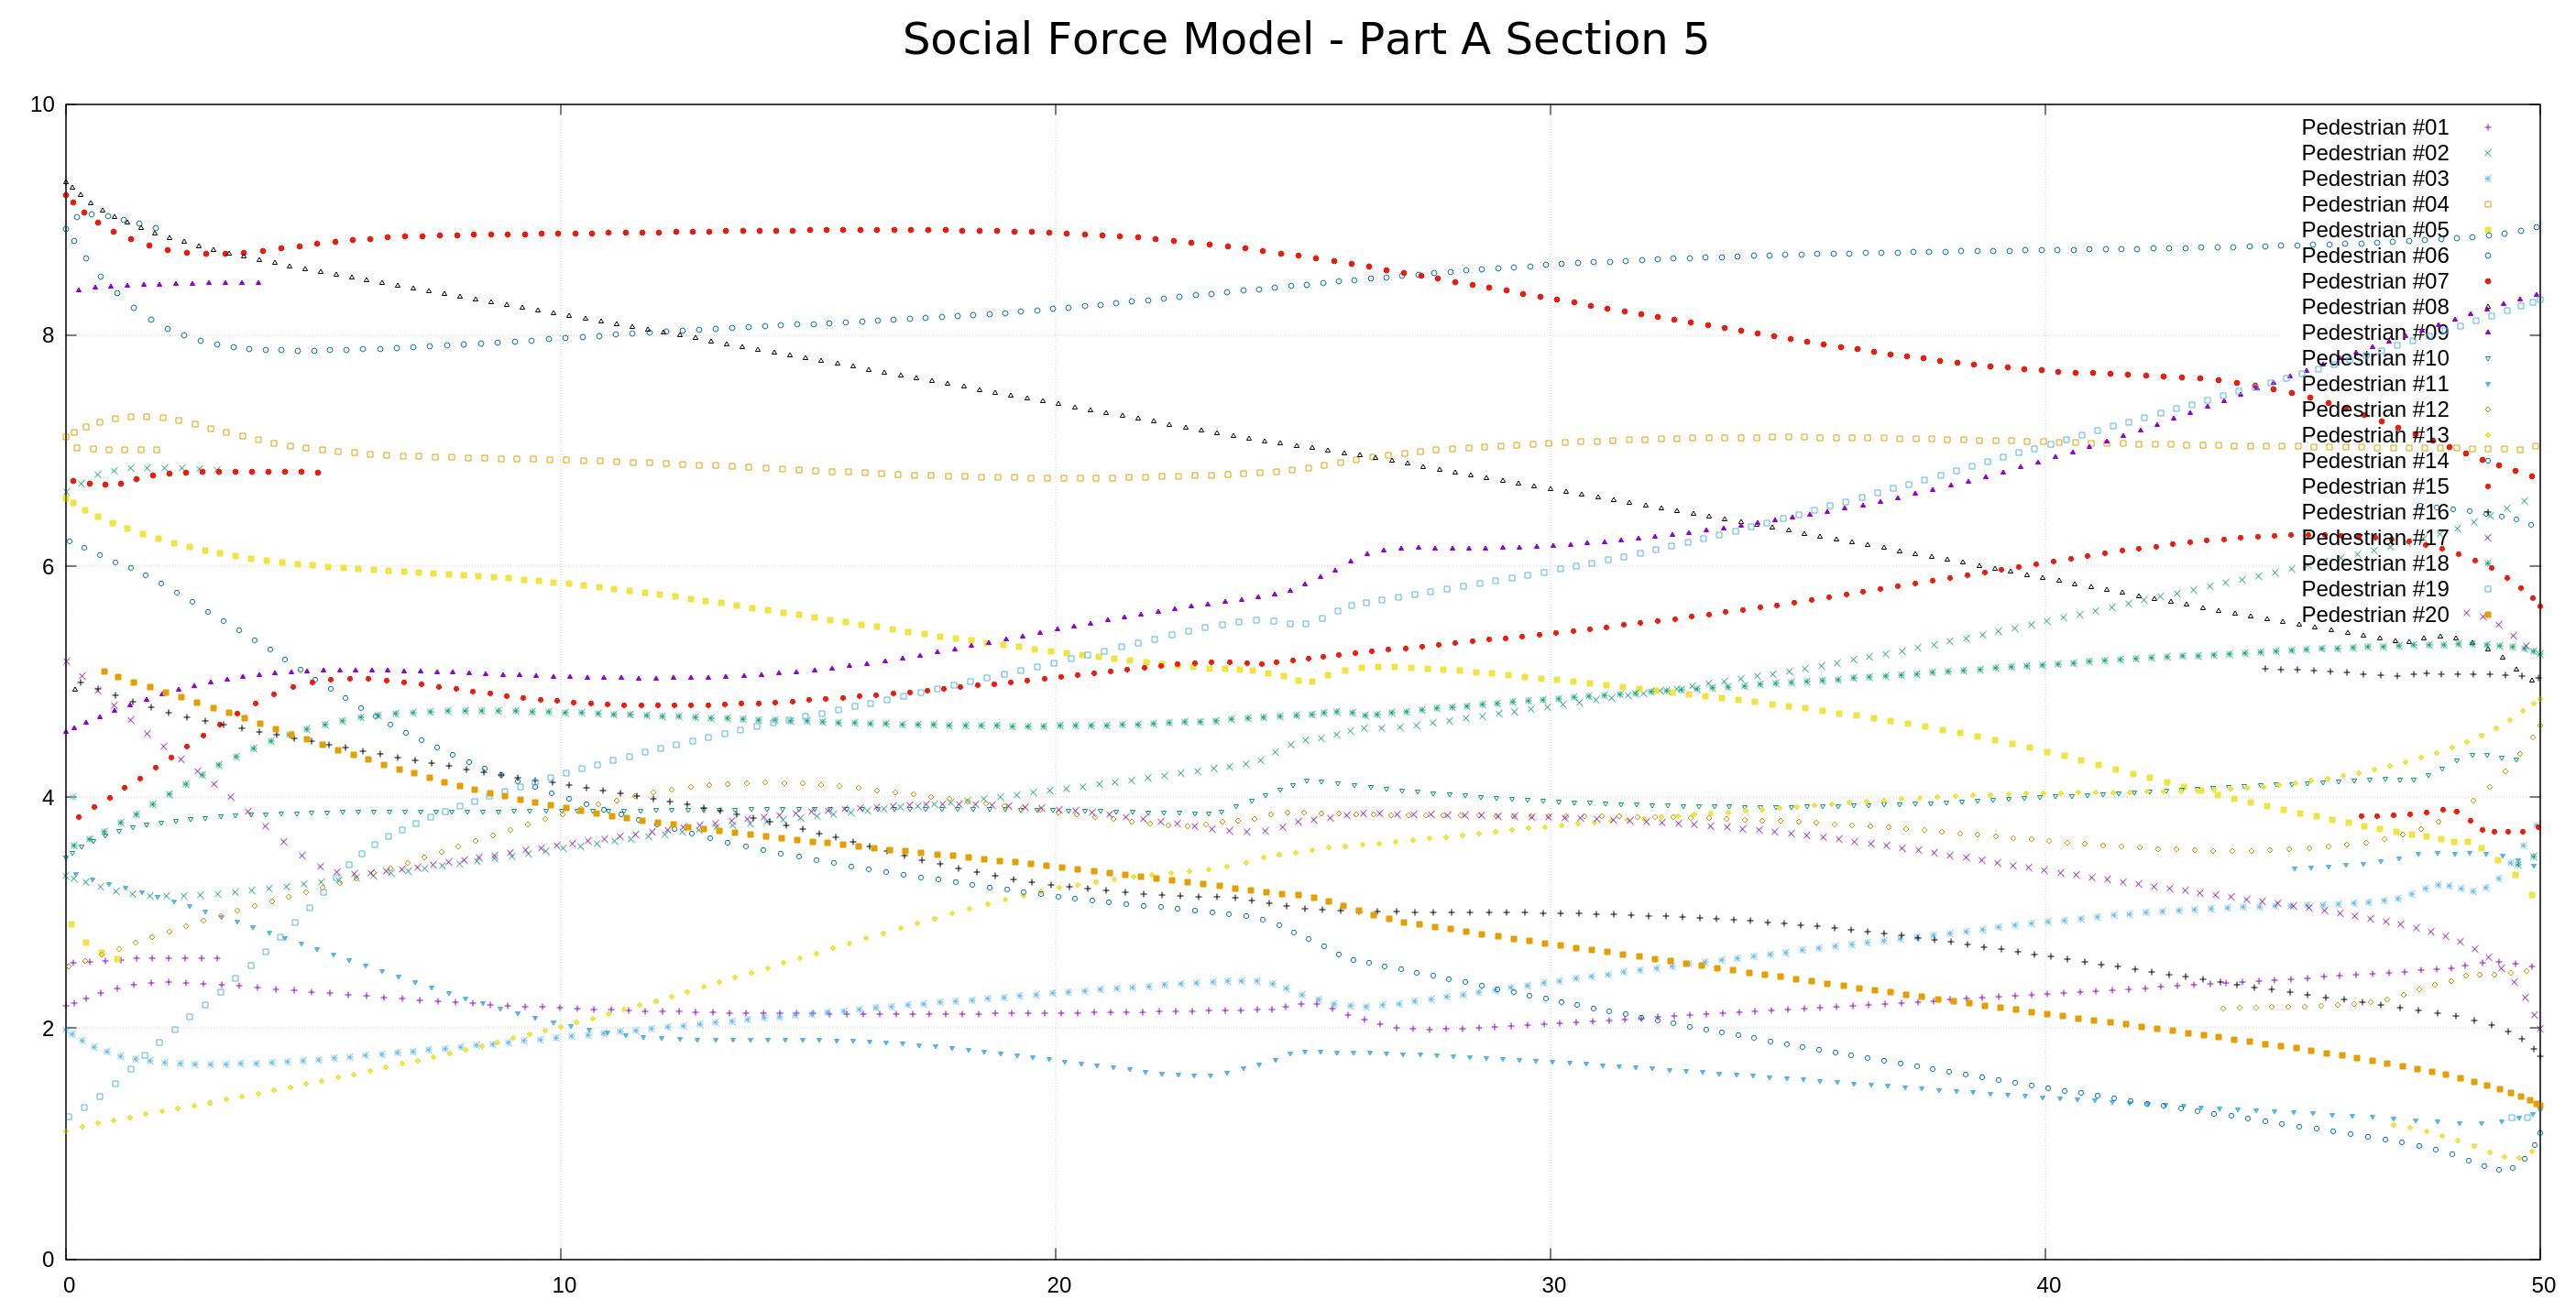 Social Force Model - Part A Section 5
10
8
6
4
2
0
0 10 20 30 40 50
Pedestrian #01
Pedestrian #02
Pedestrian #03
Pedestrian #04
Pedestrian #05
Pedestrian #06
Pedestrian #07
Pedestrian #08
Pedestrian #09
Pedestrian #10
Pedestrian #11
Pedestrian #12
Pedestrian #13
Pedestrian #14
Pedestrian #15
Pedestrian #16
Pedestrian #17
Pedestrian #18
Pedestrian #19
Pedestrian #20